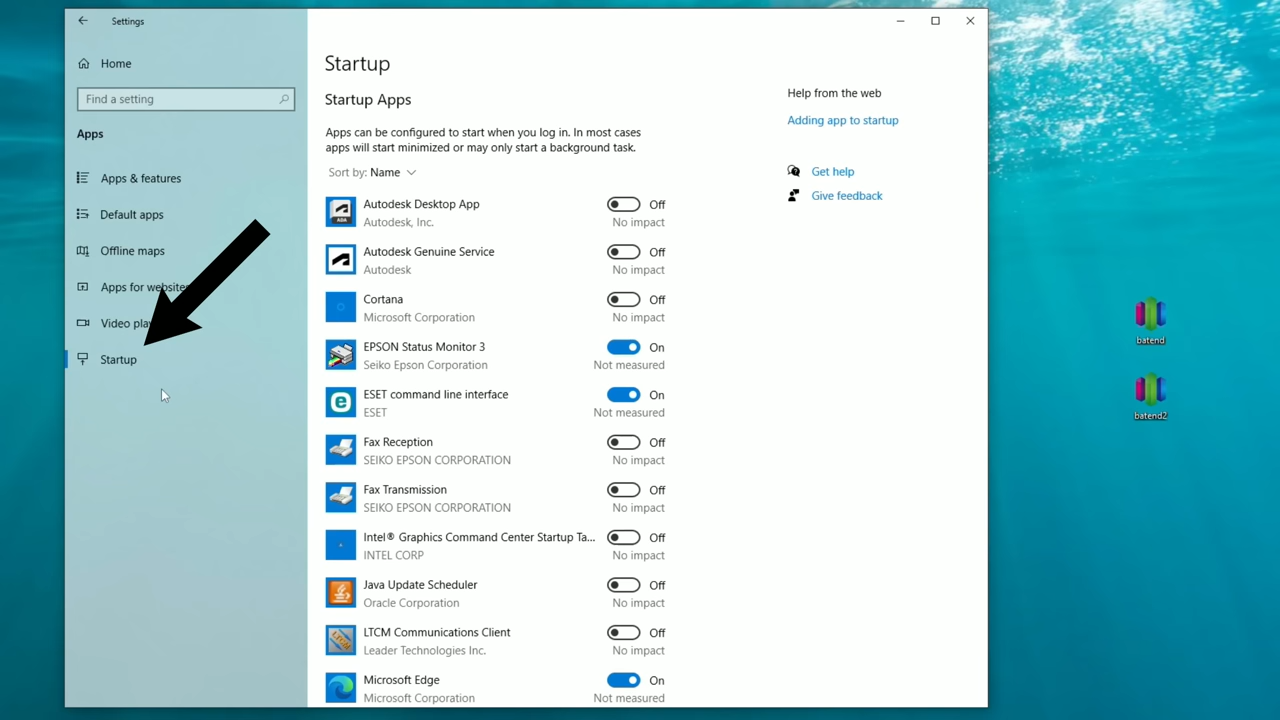 Settings
Home
Find a setting
Apps
Apps & features
Default apps
Offline maps
Apps for websites
Video
Startup
Startup
Startup Apps
Apps can be configured to start when you log in. In most cases
apps will start minimized or may only start a background task.
Sort by: Name
Autodesk Desktop App Off
Autodesk, Inc. No impact
Autodesk Genuine Service Off
Autodesk No impact
Cortana Off
Microsoft Corporation No impact
EPSON Status Monitor 3 On
Seiko Epson Corporation Not measured
ESET command line interface On
ESET Not measured
Fax Reception Off
SEIKO EPSON CORPORATION No impact
Fax Transmission Off
SEIKO EPSON CORPORATION No impact
Intel® Graphics Command Center Startup Ta... Off
INTEL CORP No impact
Java Update Scheduler Off
Oracle Corporation No impact
LTCM Communications Client Off
Leader Technologies Inc. No impact
Microsoft Edge On
Microsoft Corporation Not measured
Help from the web
Adding app to startup
Get help
Give feedback
batend
batend2